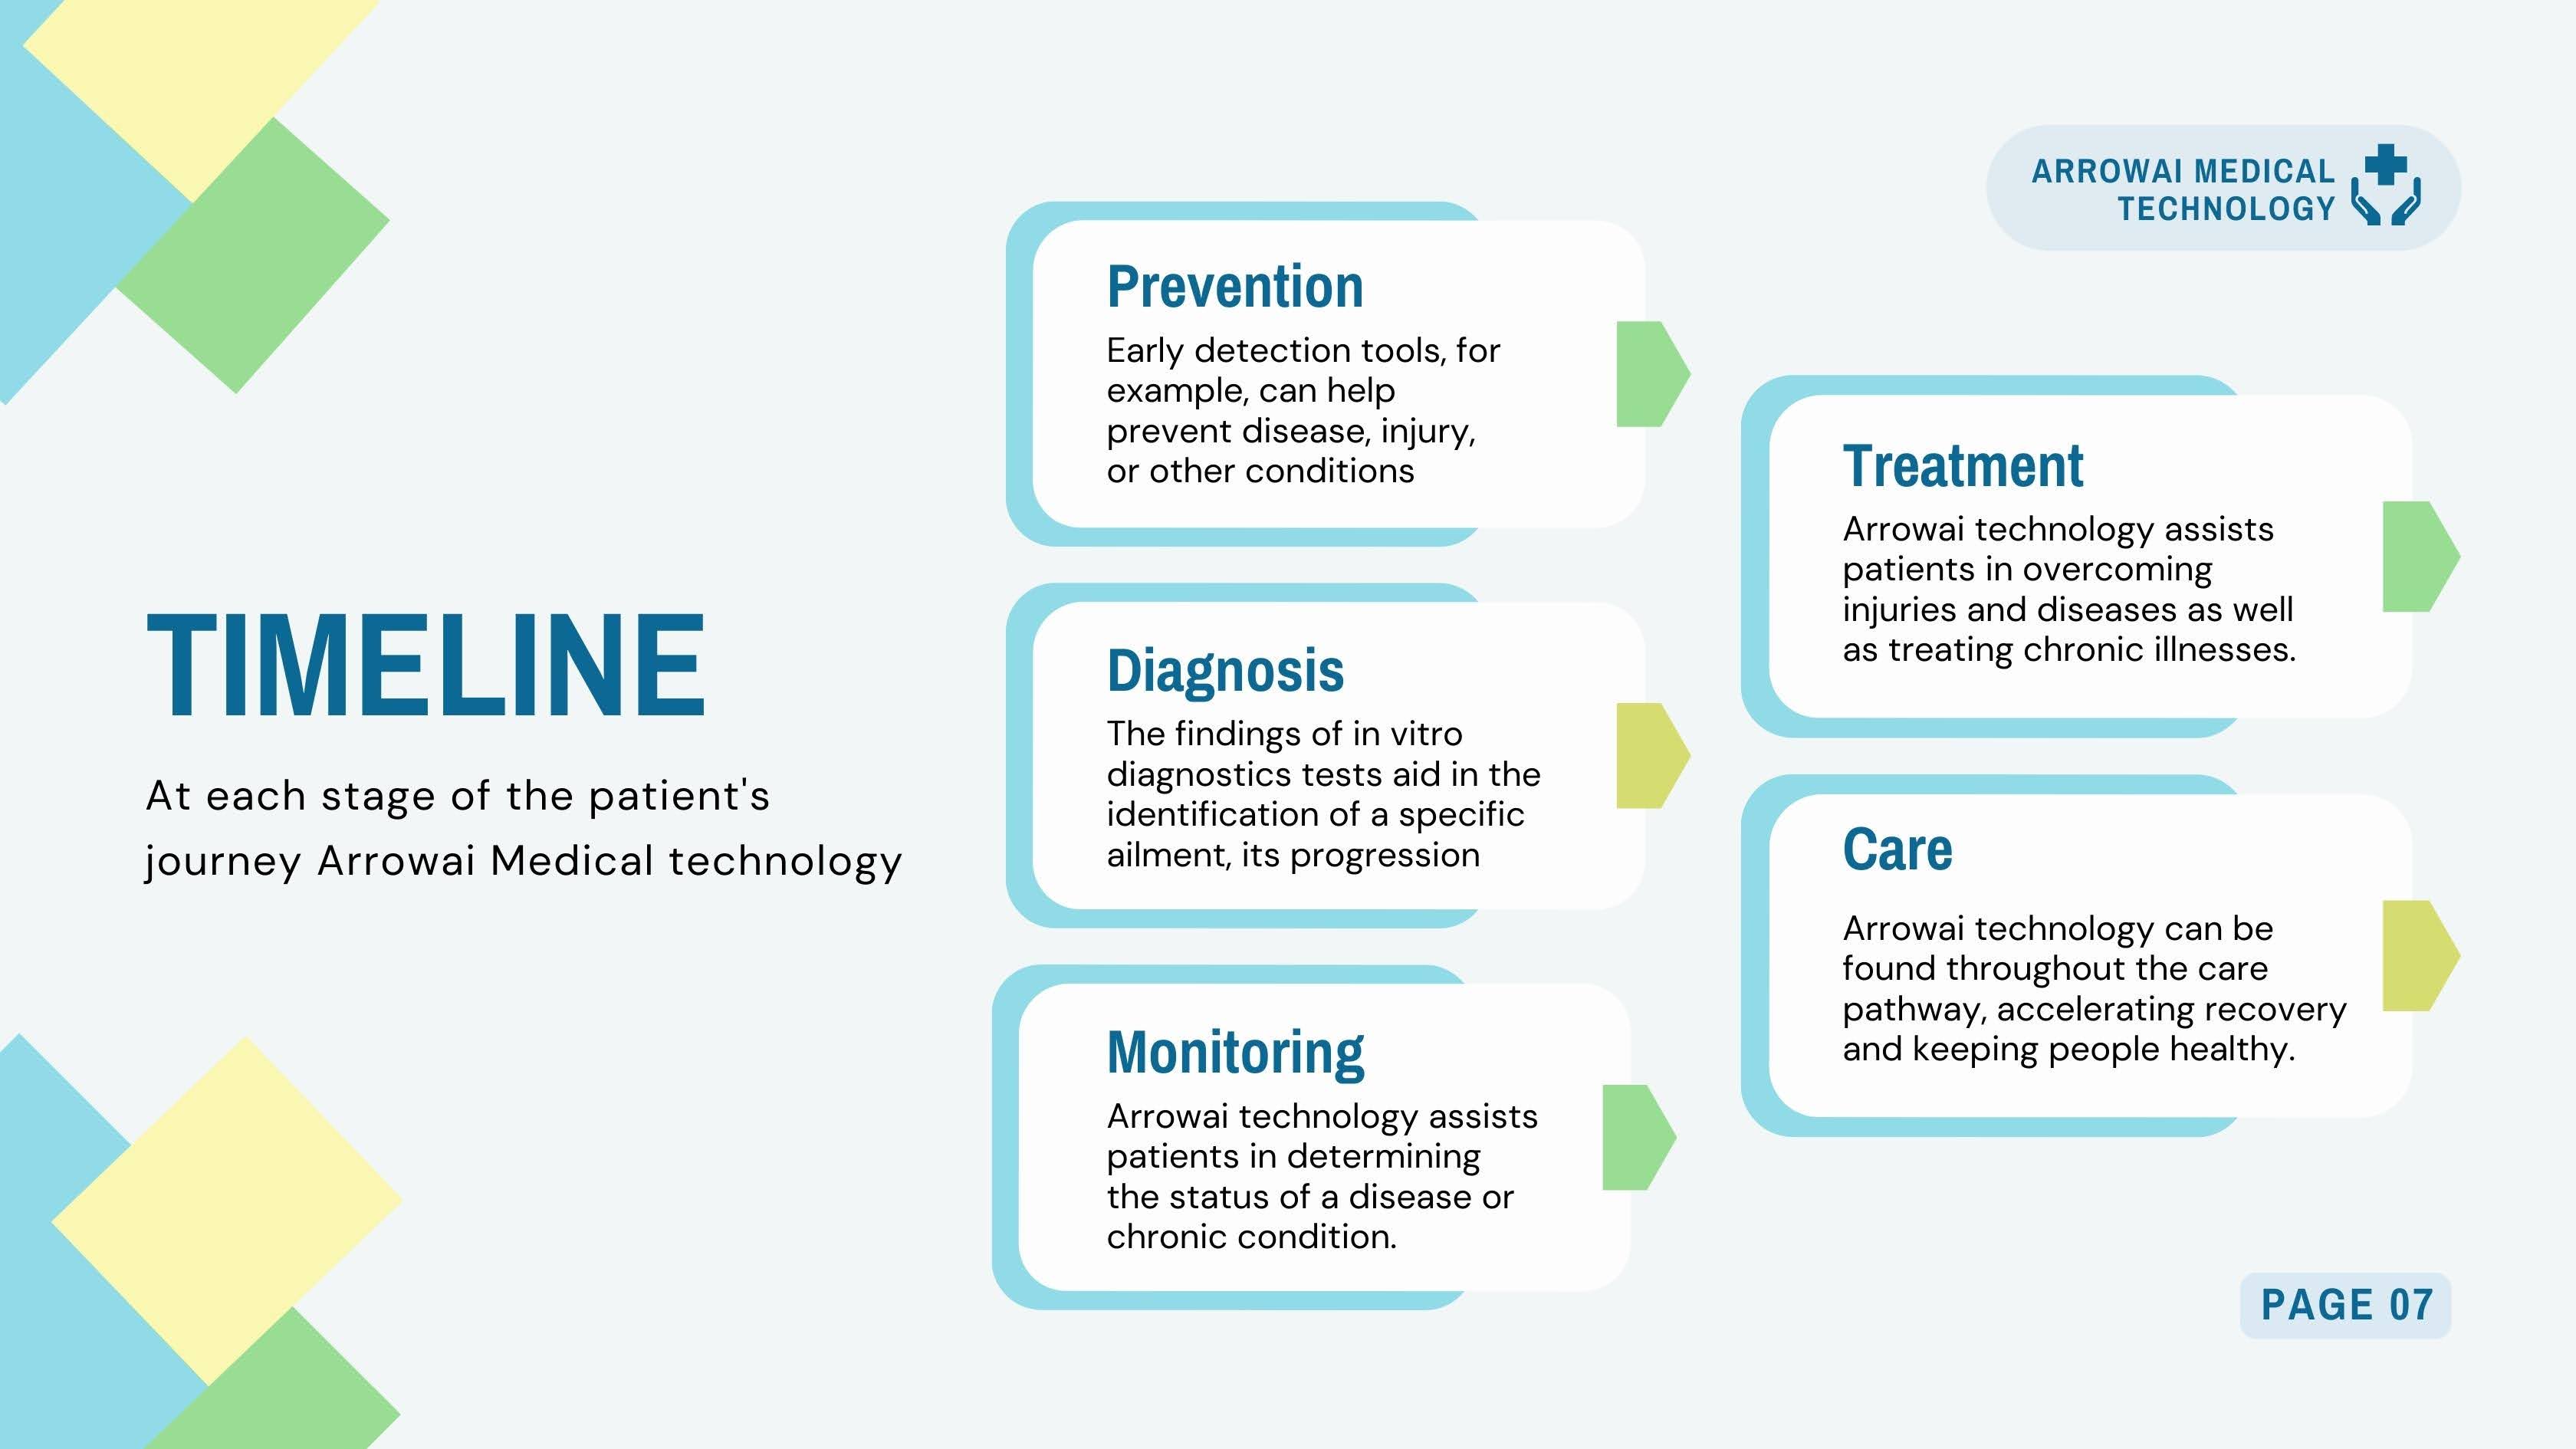 ARROWAI MEDICAL
TECHNOLOGY
TIMELINE
At each stage of the patient's
journey Arrowai Medical technology
Prevention
Early detection tools, for
example, can help
prevent disease, injury,
or other conditions
Diagnosis
The findings of in vitro
diagnostics tests aid in the
identification of a specific
ailment, its progression
Monitoring
Arrowai technology assists
patients in determining
the status of a disease or
chronic condition.
Treatment
Arrowai technology assists
patients in overcoming
injuries and diseases as well
as treating chronic illnesses.
Care
Arrowai technology can be
found throughout the care
pathway, accelerating recovery
and keeping people healthy.
PAGE 07